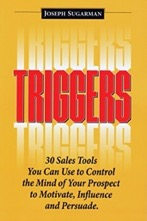 JOSEPH SUGARMAN
TRIGGERS
TRIGGERS
TRIGGERS
30 Sales Tools
You Can Use to Control
the Mind of Your Prospect
to Motivate, Influence
and Persuade.